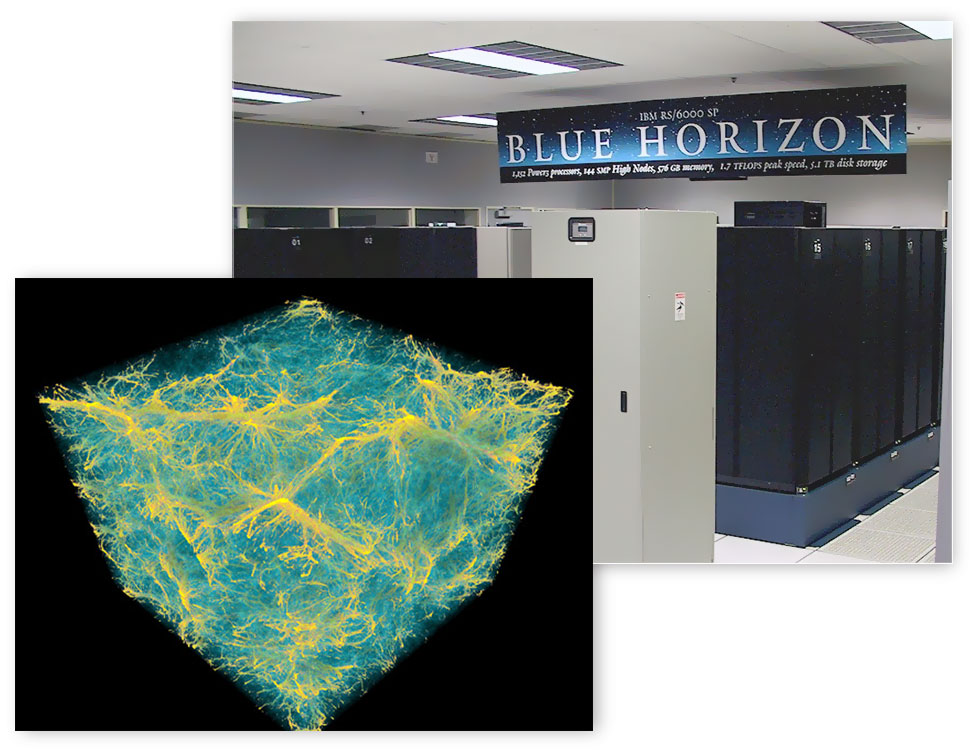 IBM RS/6000 SP
BLUE HORIZON
1,152 Power3 processors, 144 SMP High Nodes, 576 GB memory, 1.7 TFLOPS peak speed, 5.1 TB disk storage
01 02 15 16 17